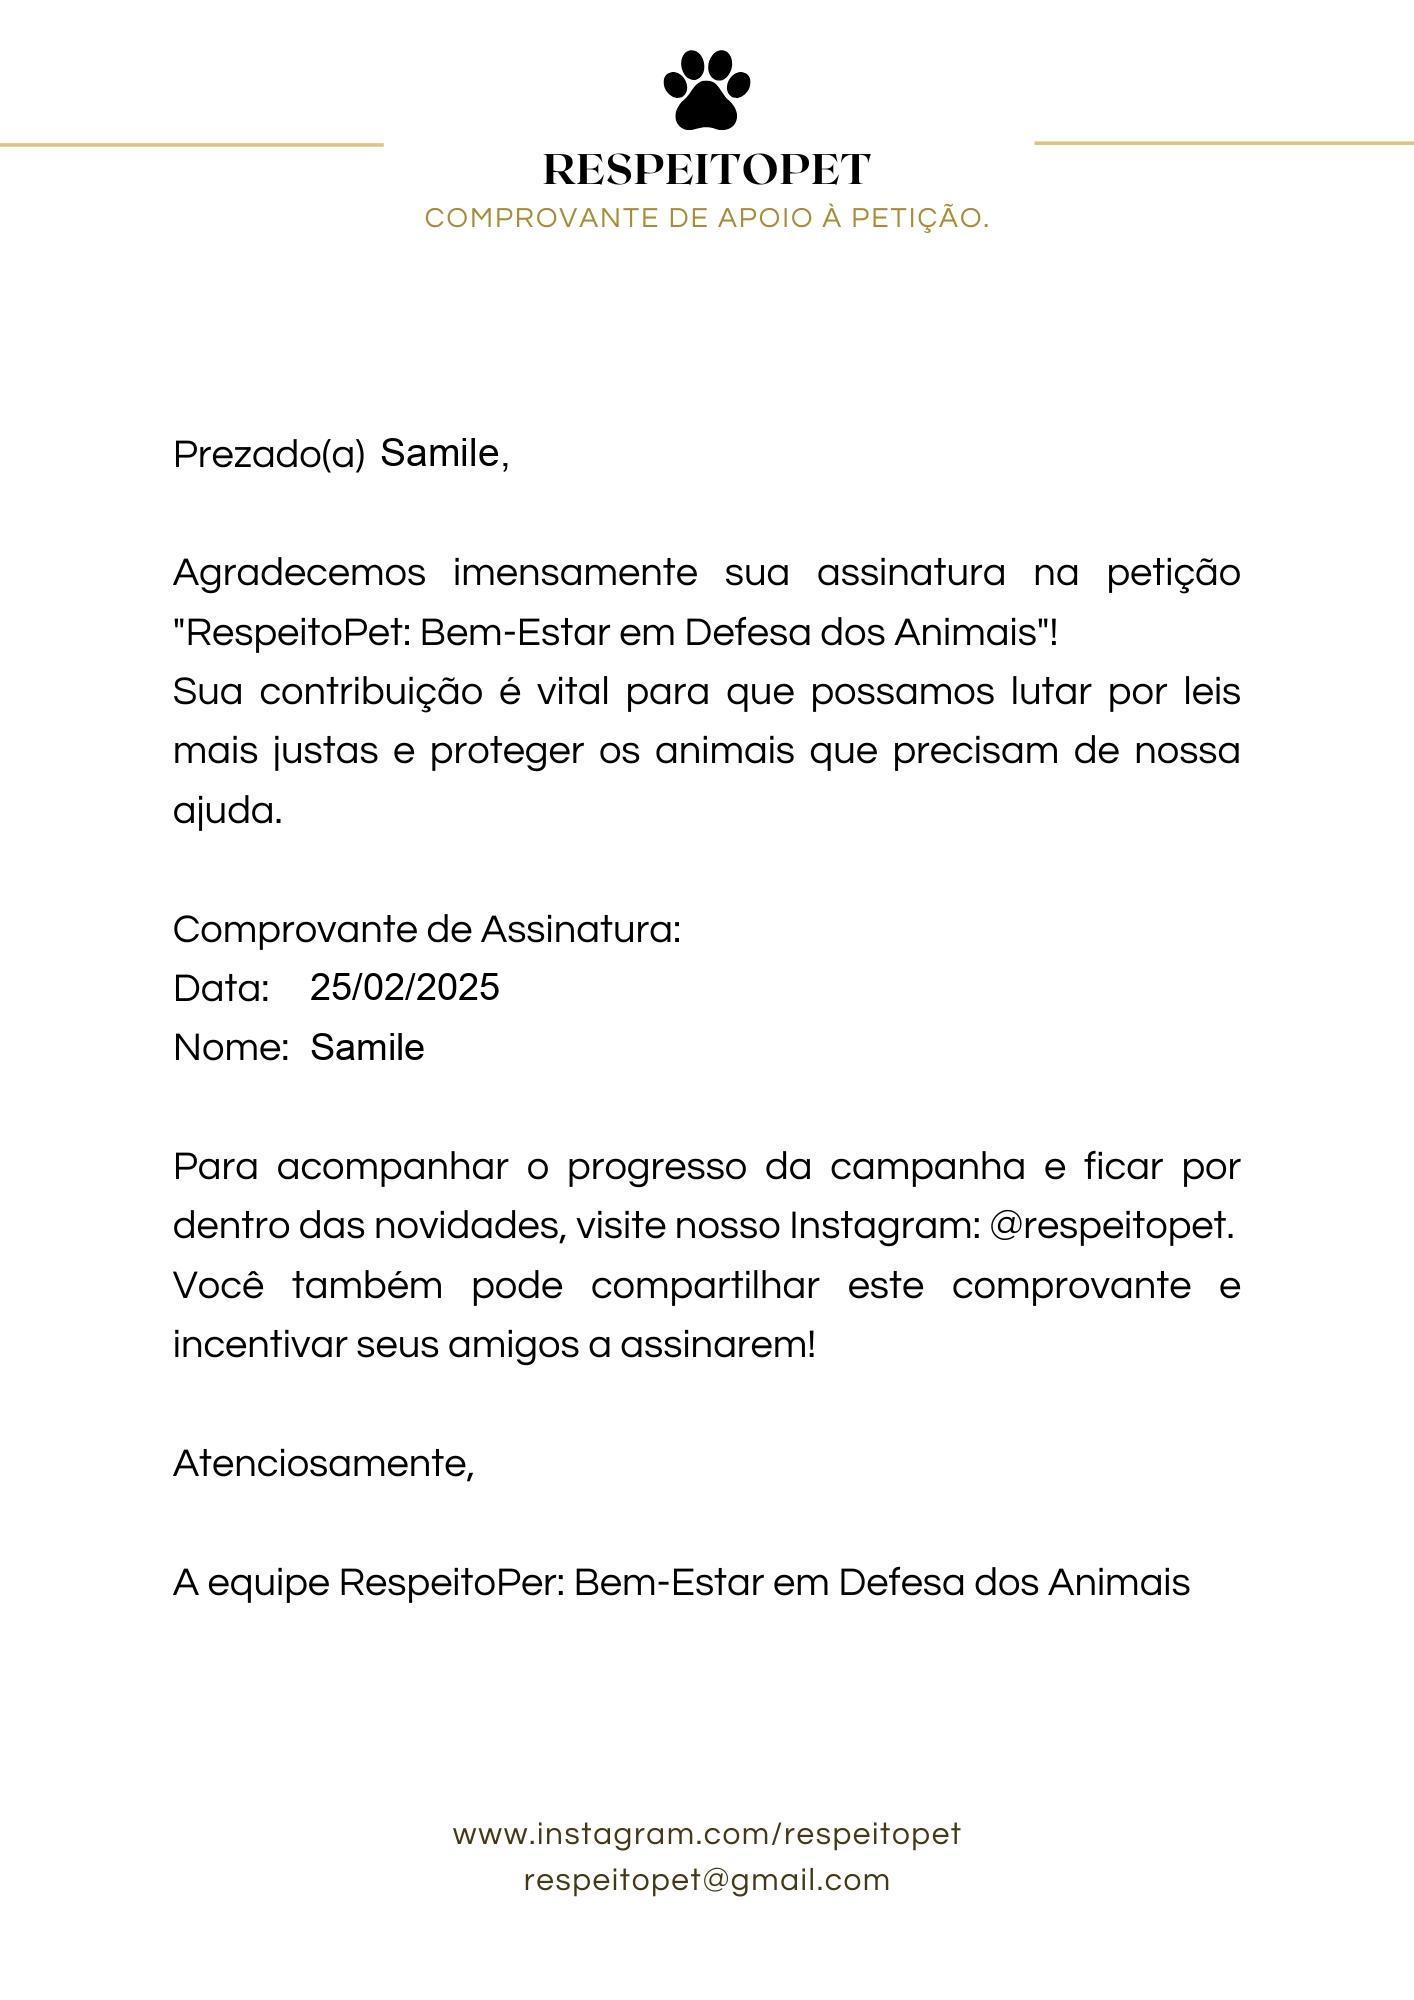 RESPEITOPET
COMPROVANTE DE APOIO À PETIÇÃO.
Prezado(a) Samile,
Agradecemos imensamente sua assinatura na petição
"RespeitoPet: Bem-Estar em Defesa dos Animais"!
Sua contribuição é vital para que possamos lutar por leis
mais justas e proteger os animais que precisam de nossa
ajuda.
Comprovante de Assinatura:
Data: 25/02/2025
Nome: Samile
Para acompanhar o progresso da campanha e ficar por
dentro das novidades, visite nosso Instagram: @respeitopet.
Você também pode compartilhar este comprovante e
incentivar seus amigos a assinarem!
Atenciosamente,
A equipe RespeitoPer: Bem-Estar em Defesa dos Animais
www.instagram.com/respeitopet
respeitopet@gmail.com